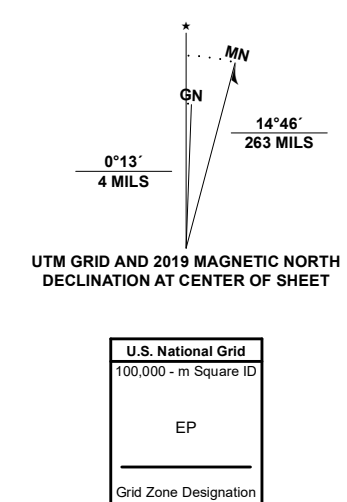 MN
GN
14°46´
263 MILS
0°13´
4 MILS
UTM GRID AND 2019 MAGNETIC NORTH
DECLINATION AT CENTER OF SHEET
U.S. National Grid
100,000 - m Square ID
EP
Grid Zone Designation